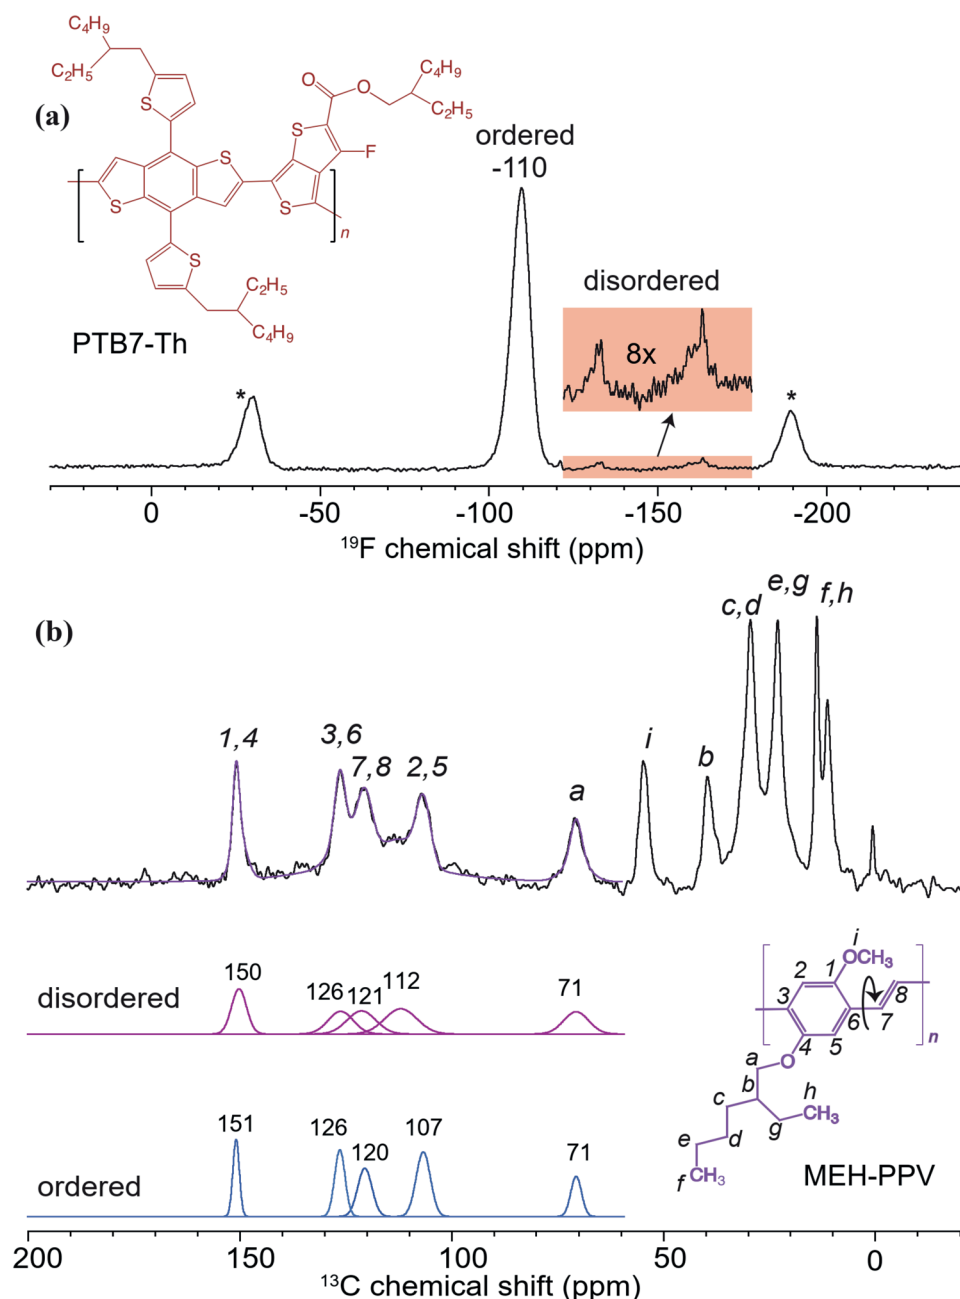 (a)
C₄H₉
C₂H₅
S
O
O
C₄H₉
C₂H₅
S
F
S
S
S
S
n
C₂H₅
C₄H₉
PTB7-Th
ordered
-110
disordered
8x
*
*
0 -50 -100 -150 -200
¹⁹F chemical shift (ppm)
(b)
1,4
3,6
7,8
2,5
a
i
b
c,d
e,g
f,h
disordered
150
126
121
112
71
ordered
151
126
120
107
71
i
OCH₃
1
2
3
4
5
6
7
8
n
O
a
b
c
d
e
f
g
h
CH₃
CH₃
MEH-PPV
200 150 100 50 0
¹³C chemical shift (ppm)